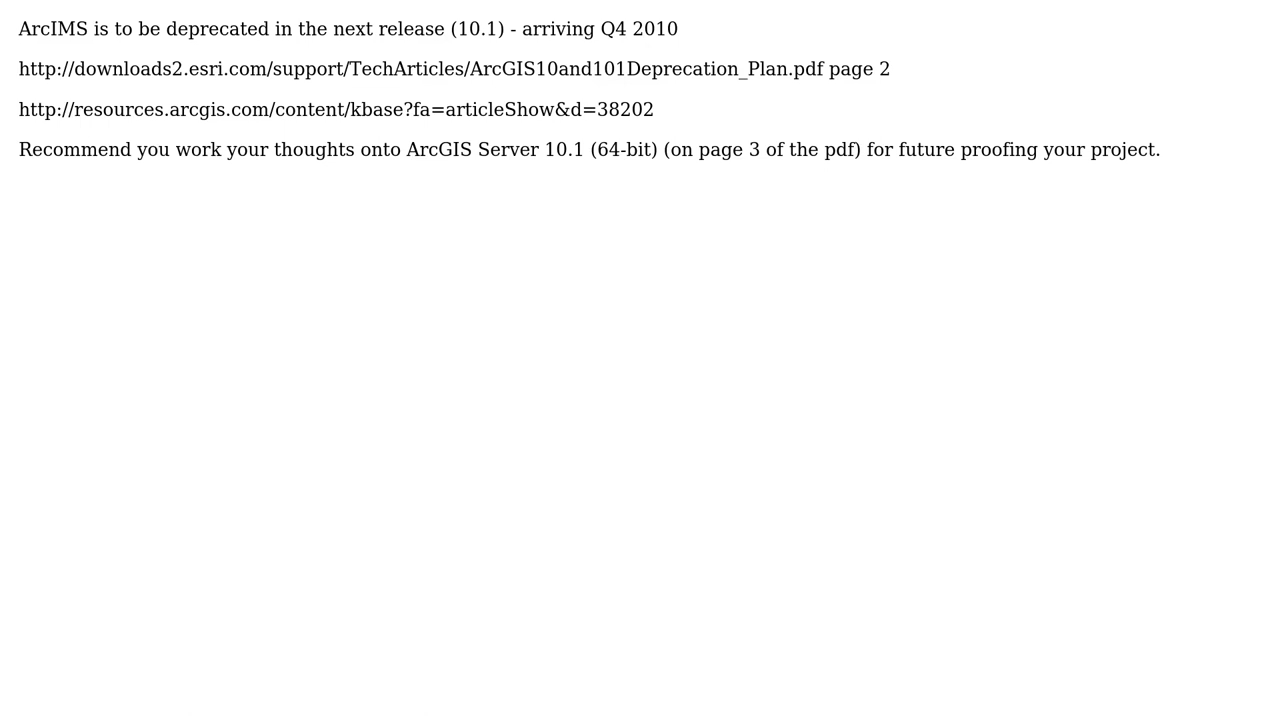 ArcIMS is to be deprecated in the next release (10.1) - arriving Q4 2010
http://downloads2.esri.com/support/TechArticles/ArcGIS10and101Deprecation_Plan.pdf page 2
http://resources.arcgis.com/content/kbase?fa=articleShow&d=38202
Recommend you work your thoughts onto ArcGIS Server 10.1 (64-bit) (on page 3 of the pdf) for future proofing your project.